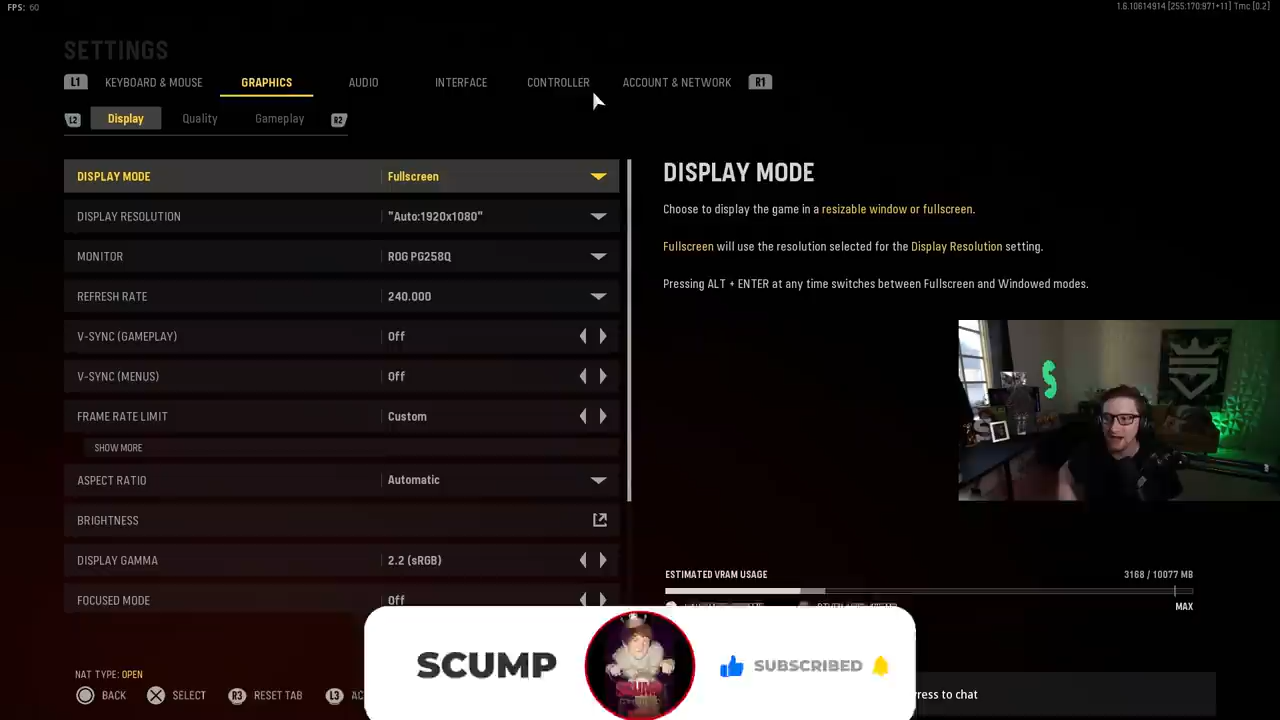 FPS: 60
1.6.10614914 [255:170:971+11] Tmc [0.2]
SETTINGS
L1 KEYBOARD & MOUSE GRAPHICS AUDIO INTERFACE CONTROLLER ACCOUNT & NETWORK R1
L2 Display Quality Gameplay R2
DISPLAY MODE Fullscreen
DISPLAY RESOLUTION "Auto:1920x1080"
MONITOR ROG PG258Q
REFRESH RATE 240.000
V-SYNC (GAMEPLAY) Off
V-SYNC (MENUS) Off
FRAME RATE LIMIT Custom
SHOW MORE
ASPECT RATIO Automatic
BRIGHTNESS
DISPLAY GAMMA 2.2 (sRGB)
FOCUSED MODE Off
DISPLAY MODE
Choose to display the game in a resizable window or fullscreen.
Fullscreen will use the resolution selected for the Display Resolution setting.
Pressing ALT + ENTER at any time switches between Fullscreen and Windowed modes.
S
ESTIMATED VRAM USAGE 3168 / 10077 MB
MAX
SCUMP SUBSCRIBED
NAT TYPE: OPEN
BACK SELECT R3 RESET TAB L3 AC
ress to chat